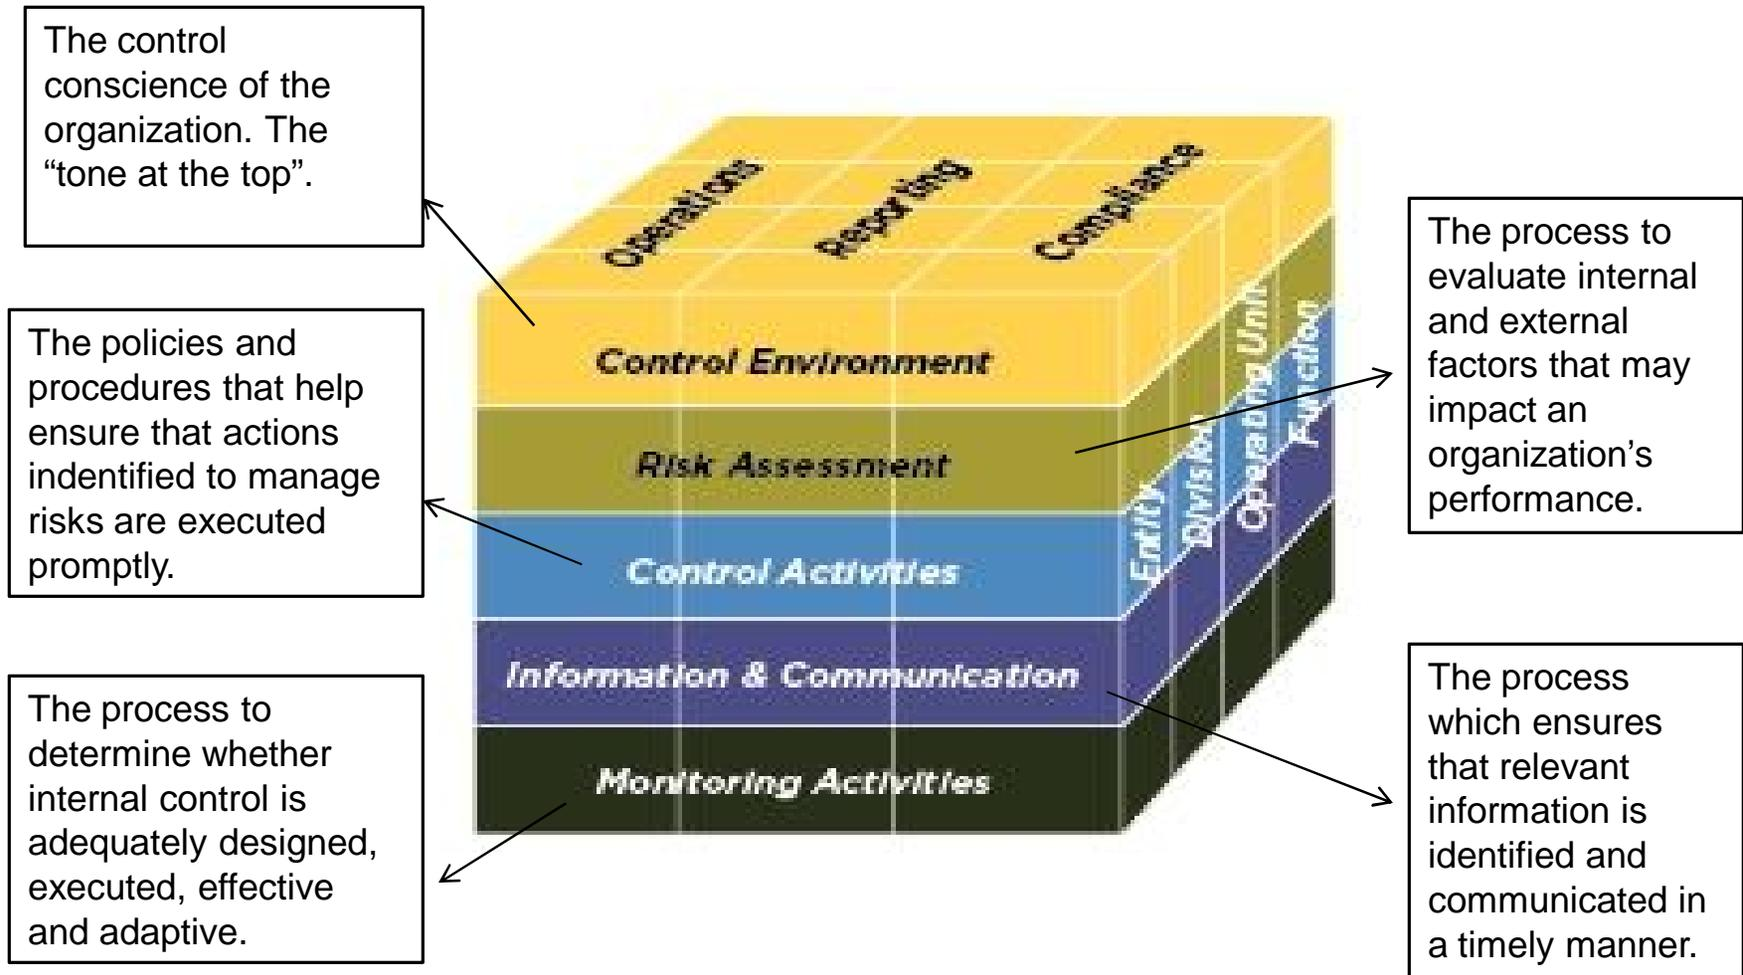 The control
conscience of the
organization. The
“tone at the top”.
The policies and
procedures that help
ensure that actions
indentified to manage
risks are executed
promptly.
The process to
determine whether
internal control is
adequately designed,
executed, effective
and adaptive.
Operations
Reporting
Compliance
Control Environment
Risk Assessment
Control Activities
Information & Communication
Monitoring Activities
Entity
Division
Operating Unit
Function
The process to
evaluate internal
and external
factors that may
impact an
organization’s
performance.
The process
which ensures
that relevant
information is
identified and
communicated in
a timely manner.